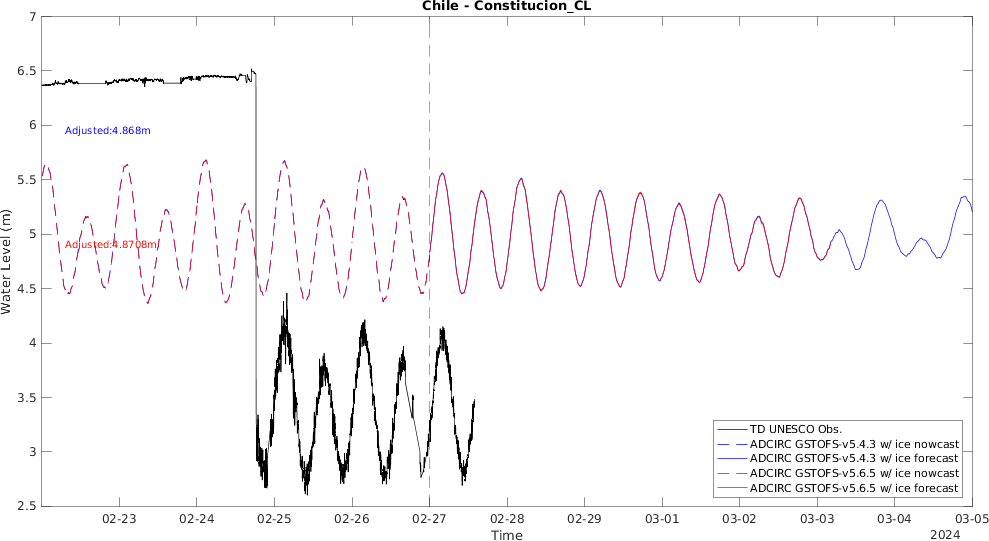 Chile - Constitucion_CL
7
6.5
6
5.5
5
4.5
4
3.5
3
2.5
Water Level (m)
Adjusted:4.868m
Adjusted:4.8708m
TD UNESCO Obs.
ADCIRC GSTOFS-v5.4.3 w/ ice nowcast
ADCIRC GSTOFS-v5.4.3 w/ ice forecast
ADCIRC GSTOFS-v5.6.5 w/ ice nowcast
ADCIRC GSTOFS-v5.6.5 w/ ice forecast
02-23 02-24 02-25 02-26 02-27 02-28 02-29 03-01 03-02 03-03 03-04 03-05
Time
2024